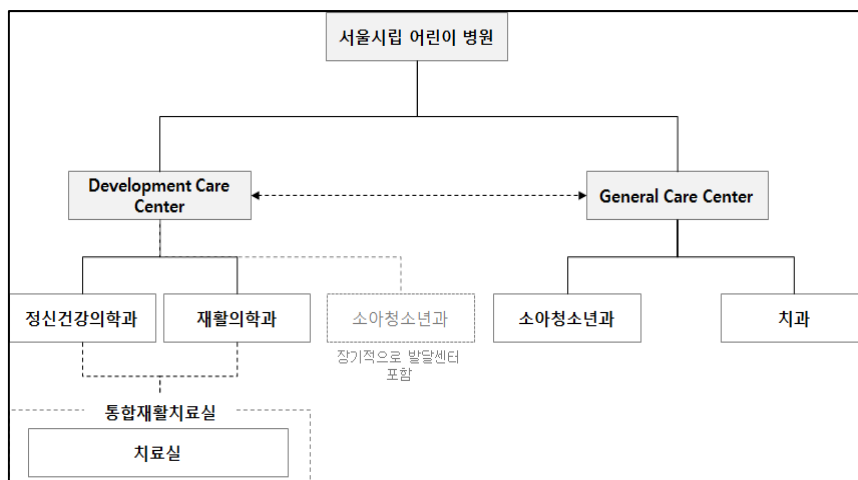 서울시립 어린이 병원
Development Care
Center
General Care Center
정신건강의학과
재활의학과
소아청소년과
소아청소년과
치과
장기적으로 발달센터
포함
통합재활치료실
치료실